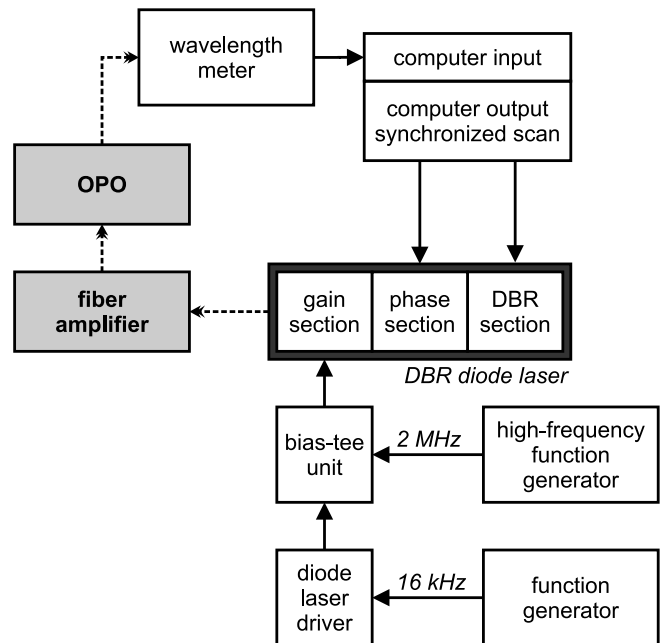 wavelength
meter
computer input
computer output
synchronized scan
OPO
fiber
amplifier
gain
section
phase
section
DBR
section
DBR diode laser
bias-tee
unit
2 MHz
high-frequency
function
generator
diode
laser
driver
16 kHz
function
generator